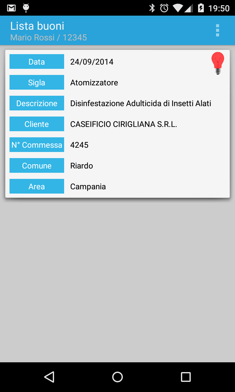 19:50
Lista buoni
Mario Rossi / 12345
Data 24/09/2014
Sigla Atomizzatore
Descrizione Disinfestazione Adulticida di Insetti Alati
Cliente CASEIFICIO CIRIGLIANA S.R.L.
N° Commessa 4245
Comune Riardo
Area Campania